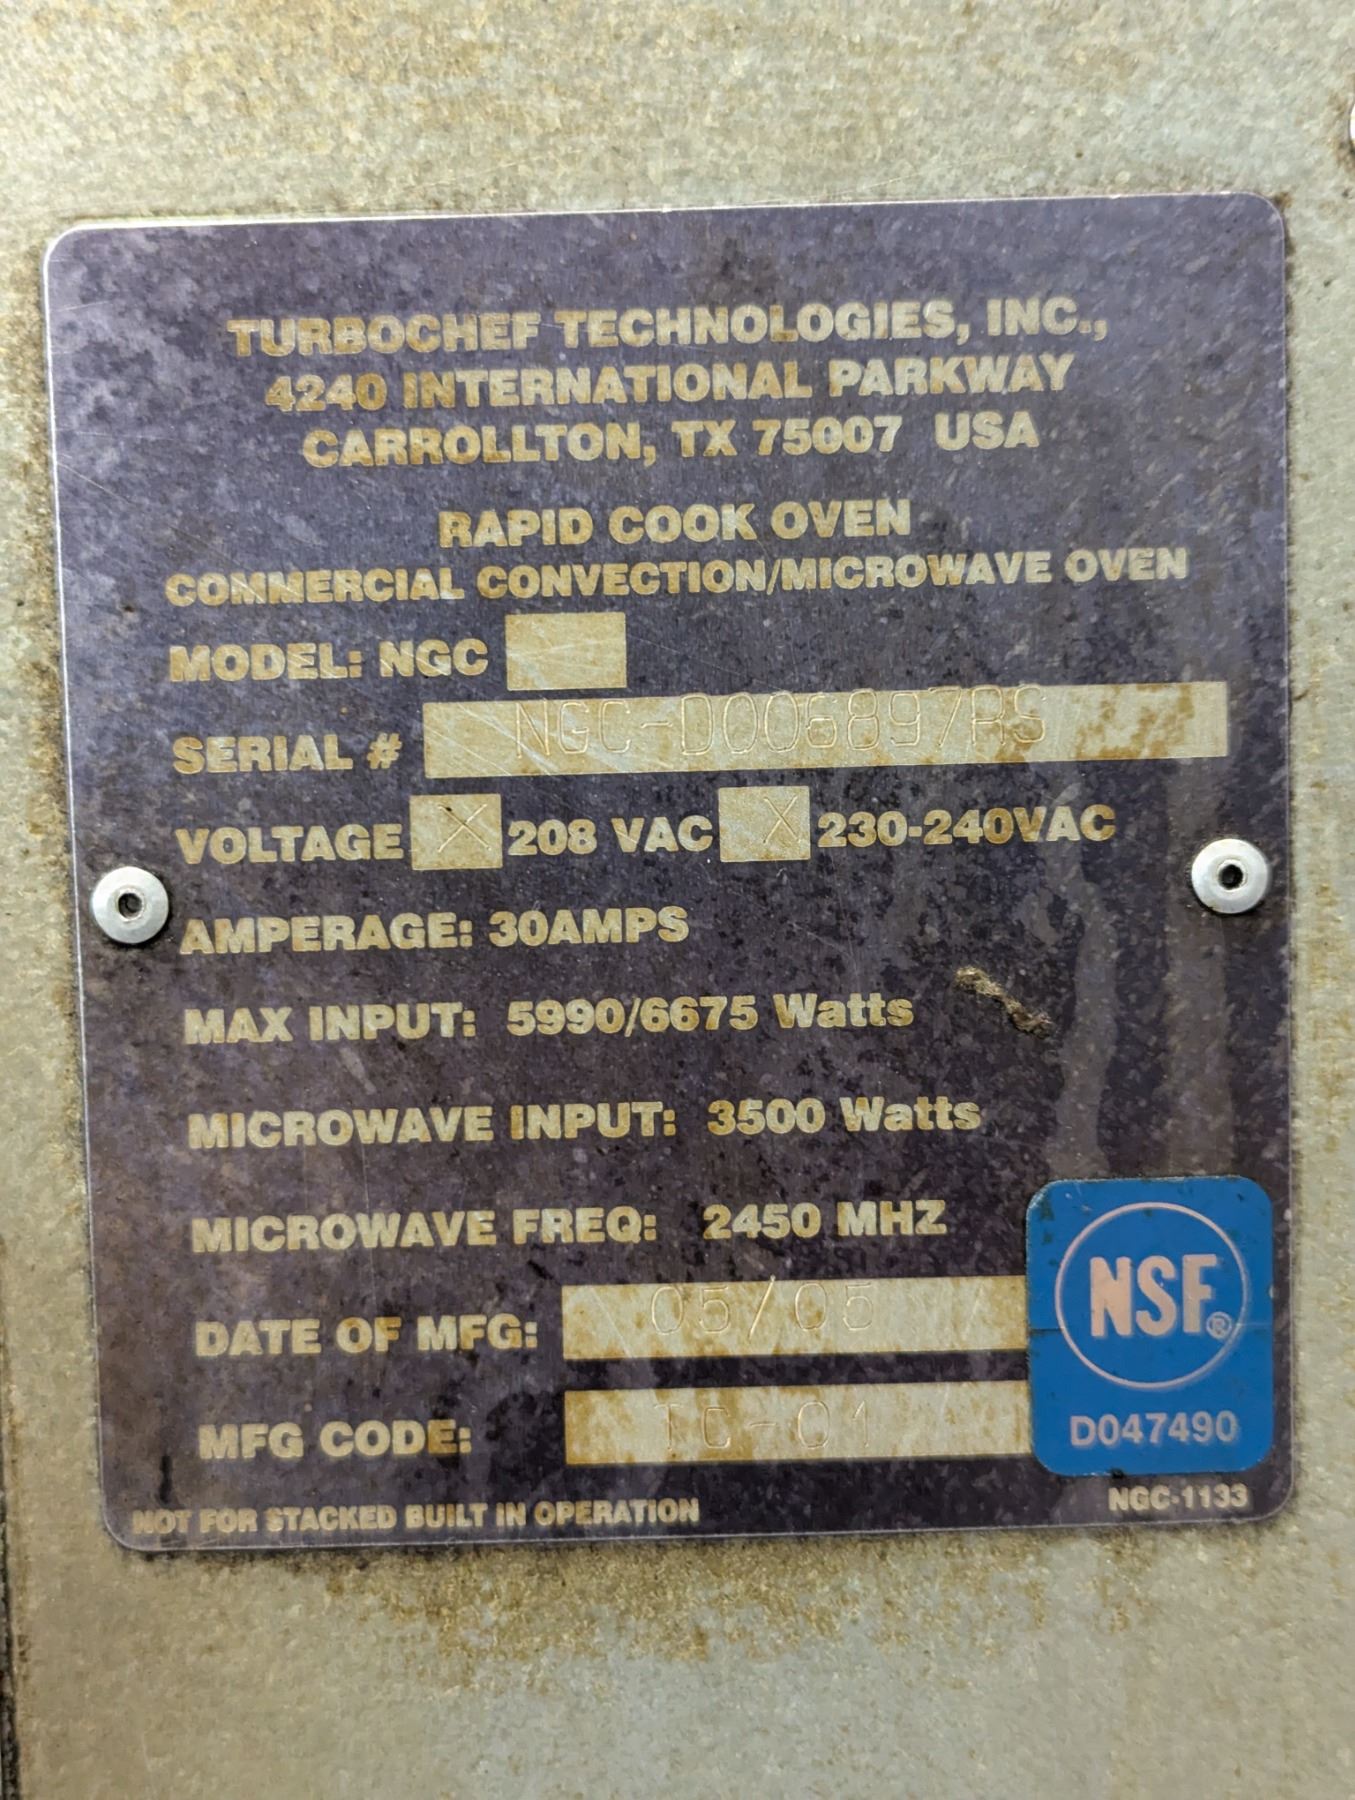 TURBOCHEF TECHNOLOGIES, INC.,
4240 INTERNATIONAL PARKWAY
CARROLLTON, TX 75007 USA
RAPID COOK OVEN
COMMERCIAL CONVECTION/MICROWAVE OVEN
MODEL: NGC
SERIAL # NGC-D006897RS
VOLTAGE X 208 VAC X 230-240VAC
AMPERAGE: 30AMPS
MAX INPUT: 5990/6675 Watts
MICROWAVE INPUT: 3500 Watts
MICROWAVE FREQ: 2450 MHZ
DATE OF MFG: 05/05
MFG CODE: TC-01
NSF®
D047490
NOT FOR STACKED BUILT IN OPERATION
NGC-1133